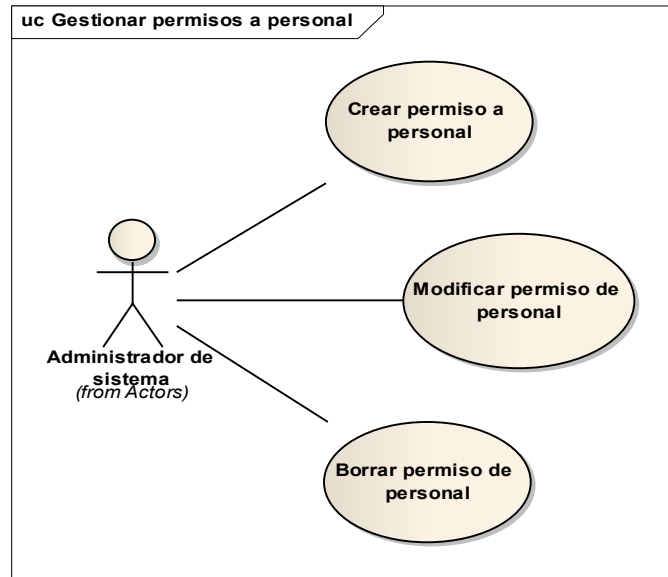 uc Gestionar permisos a personal
Crear permiso a
personal
Modificar permiso de
personal
Administrador de
sistema
(from Actors)
Borrar permiso de
personal